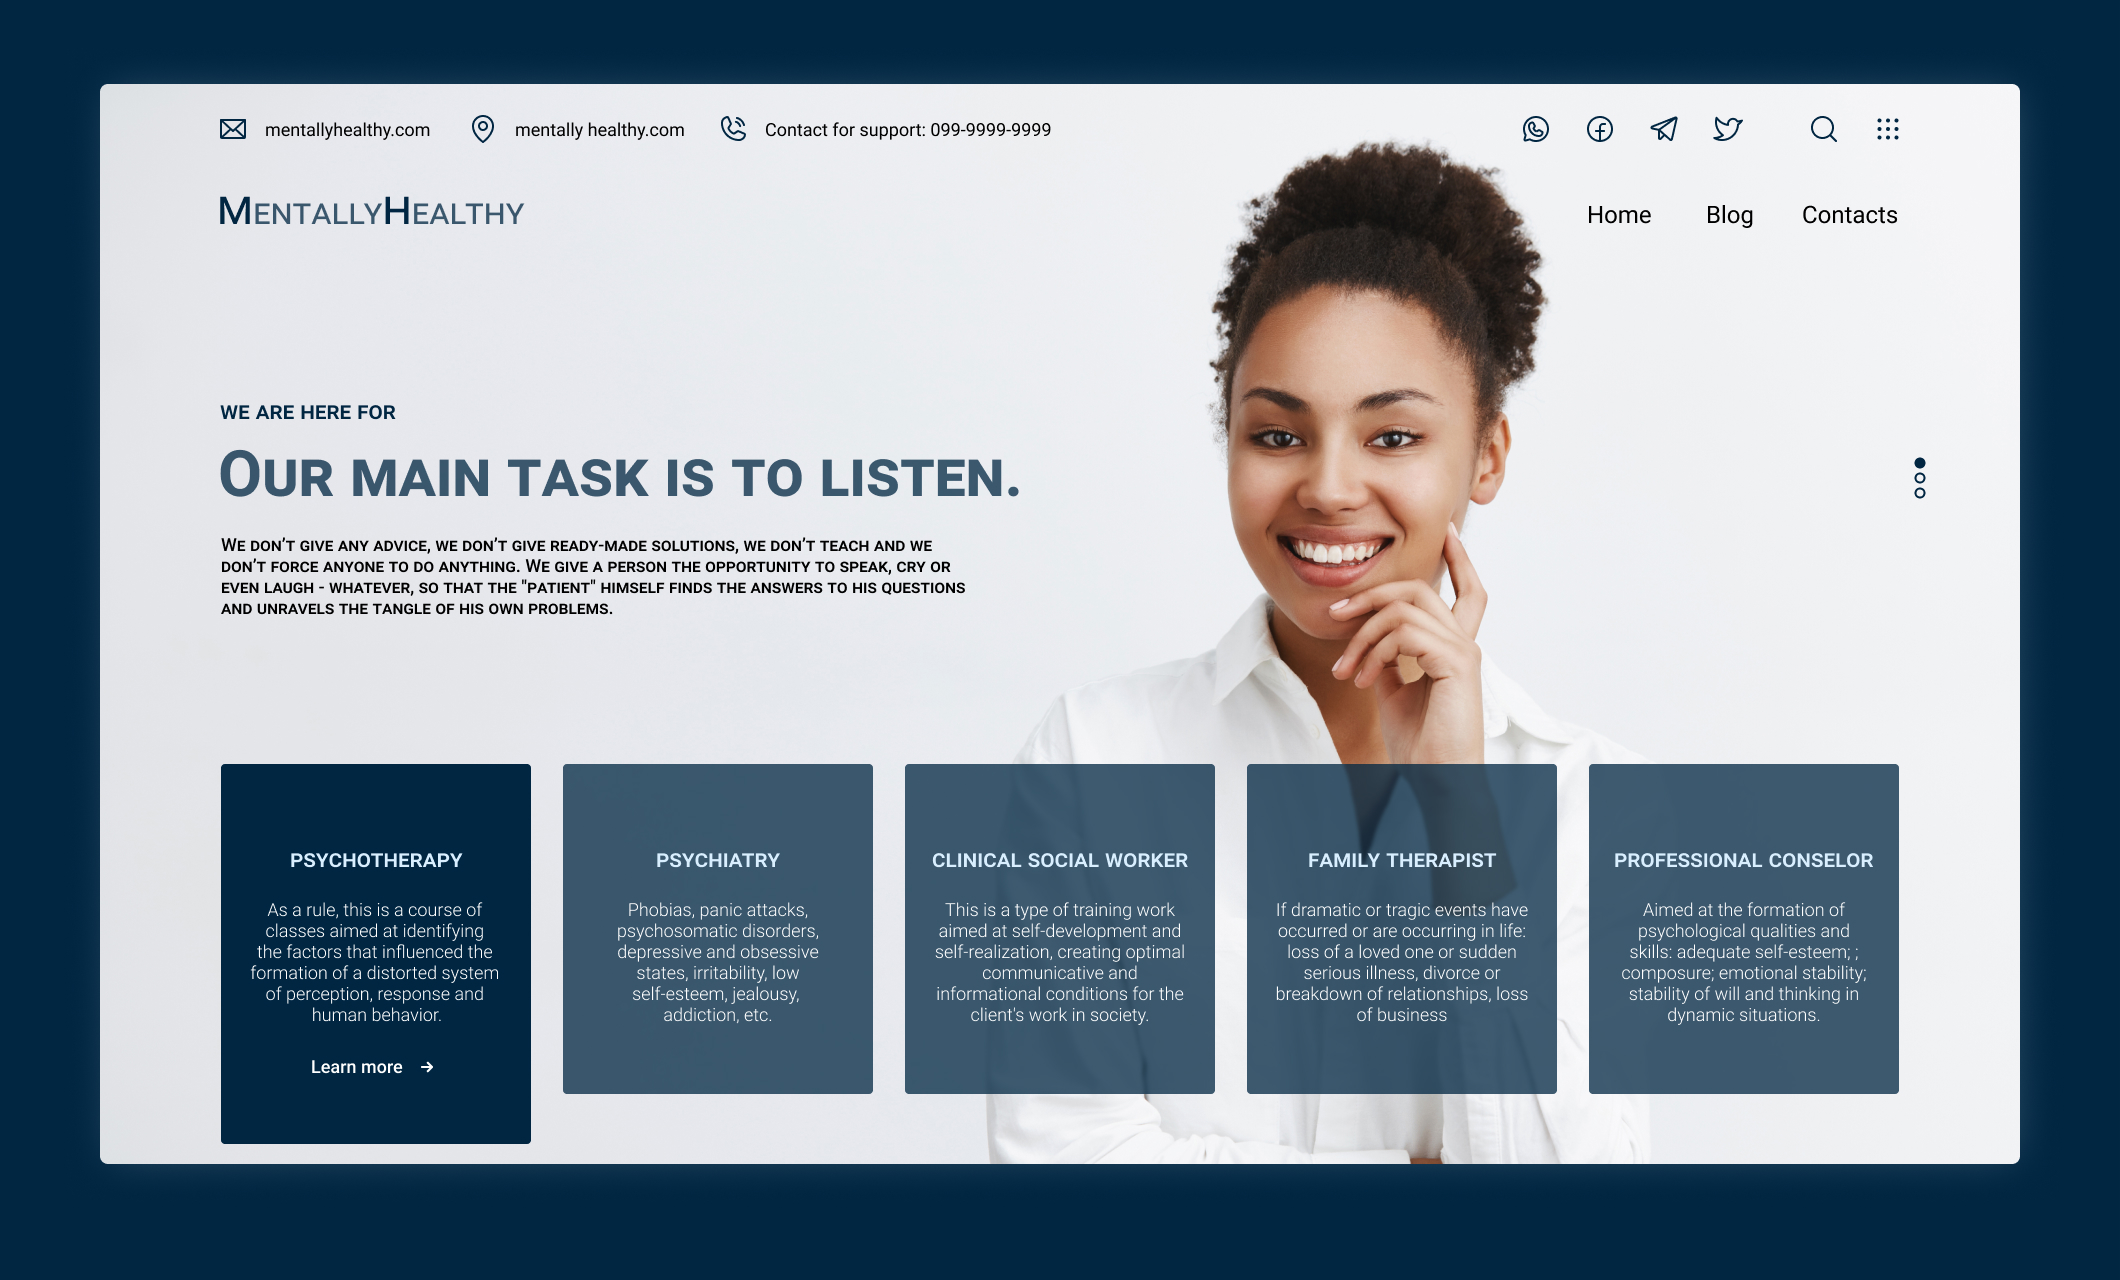 mentallyhealthy.com
mentally healthy.com
Contact for support: 099-9999-9999
MentallyHealthy
Home
Blog
Contacts
WE ARE HERE FOR
Our main task is to listen.
We don’t give any advice, we don’t give ready-made solutions, we don’t teach and we
don’t force anyone to do anything. We give a person the opportunity to speak, cry or
even laugh - whatever, so that the "patient" himself finds the answers to his questions
and unravels the tangle of his own problems.
PSYCHOTHERAPY
As a rule, this is a course of
classes aimed at identifying
the factors that influenced the
formation of a distorted system
of perception, response and
human behavior.
Learn more
PSYCHIATRY
Phobias, panic attacks,
psychosomatic disorders,
depressive and obsessive
states, irritability, low
self-esteem, jealousy,
addiction, etc.
CLINICAL SOCIAL WORKER
This is a type of training work
aimed at self-development and
self-realization, creating optimal
communicative and
informational conditions for the
client's work in society.
FAMILY THERAPIST
If dramatic or tragic events have
occurred or are occurring in life:
loss of a loved one or sudden
serious illness, divorce or
breakdown of relationships, loss
of business
PROFESSIONAL CONSELOR
Aimed at the formation of
psychological qualities and
skills: adequate self-esteem; ;
composure; emotional stability;
stability of will and thinking in
dynamic situations.